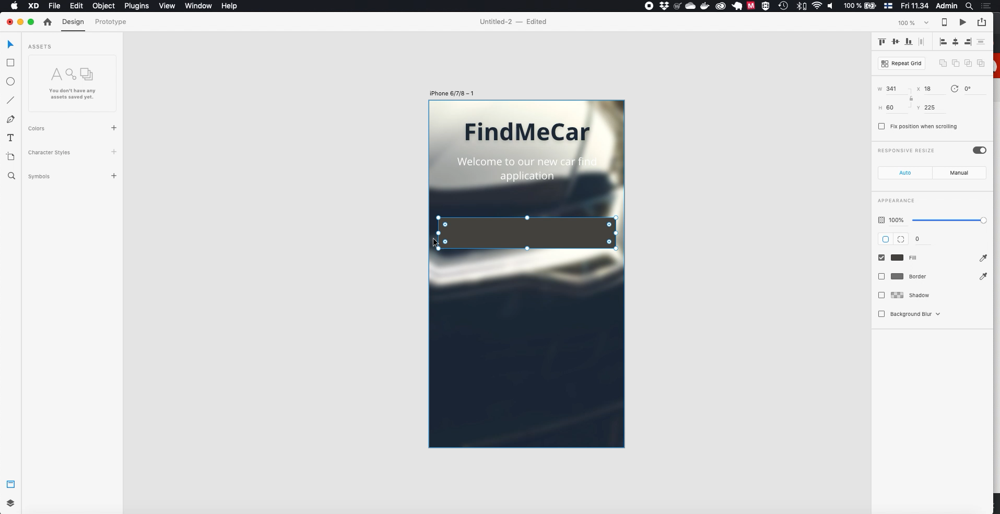 XD File Edit Object Plugins View Window Help
100 % Fri 11.34 Admin
Design Prototype
Untitled-2 — Edited
100 %
ASSETS
You don't have any
assets saved yet.
Colors +
Character Styles +
Symbols +
iPhone 6/7/8 – 1
FindMeCar
Welcome to our new car find
application
Repeat Grid
W 341 X 18 0°
H 60 Y 225
Fix position when scrolling
RESPONSIVE RESIZE
Auto Manual
APPEARANCE
100%
0
Fill
Border
Shadow
Background Blur